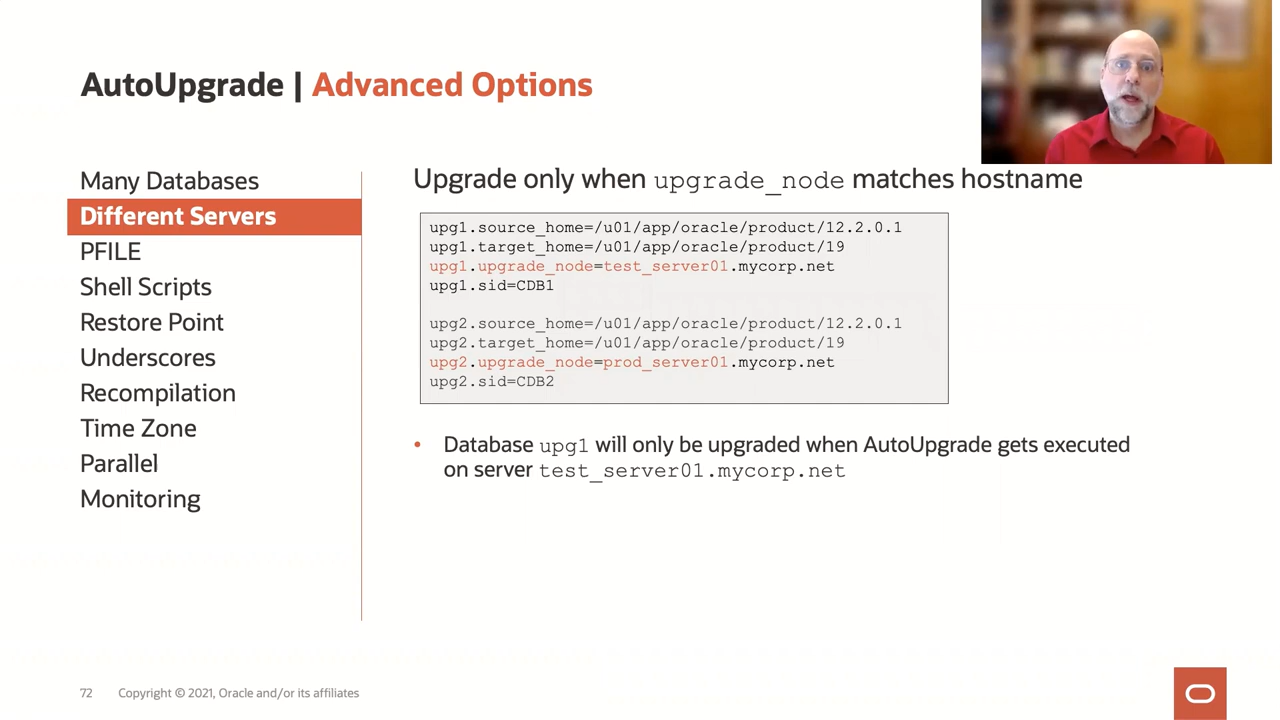 AutoUpgrade | Advanced Options
Many Databases
Different Servers
PFILE
Shell Scripts
Restore Point
Underscores
Recompilation
Time Zone
Parallel
Monitoring
Upgrade only when upgrade_node matches hostname
upg1.source_home=/u01/app/oracle/product/12.2.0.1
upg1.target_home=/u01/app/oracle/product/19
upg1.upgrade_node=test_server01.mycorp.net
upg1.sid=CDB1
upg2.source_home=/u01/app/oracle/product/12.2.0.1
upg2.target_home=/u01/app/oracle/product/19
upg2.upgrade_node=prod_server01.mycorp.net
upg2.sid=CDB2
• Database upg1 will only be upgraded when AutoUpgrade gets executed
on server test_server01.mycorp.net
72 Copyright © 2021, Oracle and/or its affiliates